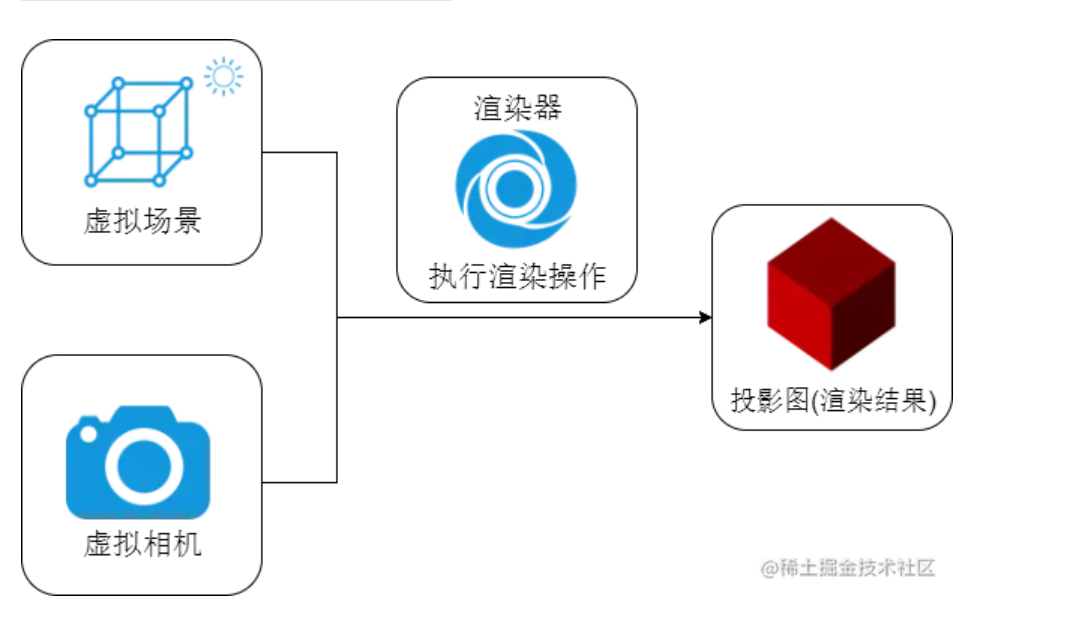 虚拟场景
渲染器
执行渲染操作
投影图(渲染结果)
虚拟相机
@稀土掘金技术社区